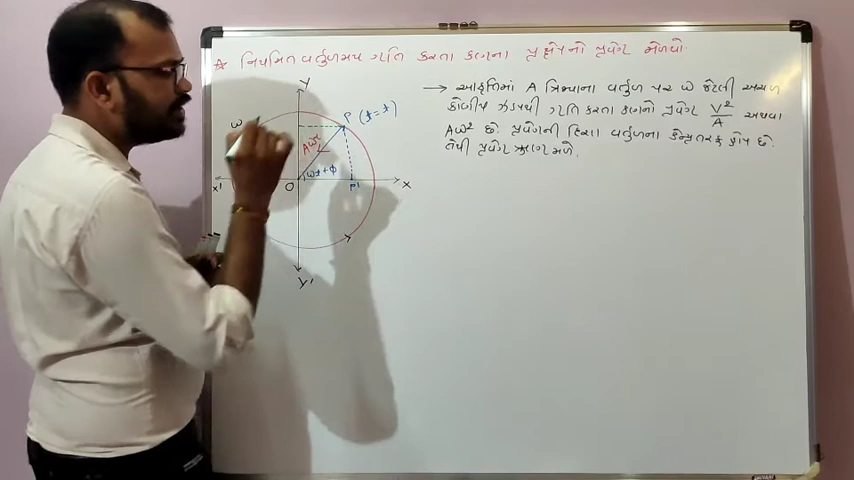 * નિયમિત વર્તુળમય ગતિ કરતા કણના પ્રક્ષેપનો પ્રવેગ મેળવો.
→ આકૃતિમાં A ત્રિજ્યાના વર્તુળ પર ω જેટલી અચળ
કોણીય ઝડપથી ગતિ કરતા કણનો પ્રવેગ V²/A અથવા
Aω² છે. પ્રવેગની દિશા વર્તુળના કેન્દ્રતરફ હોય છે.
તેથી પ્રવેગ ઋણ મળે.
Y
ω
P (t=t)
Aω²
ωt+φ
X'
O
P'
X
Y'